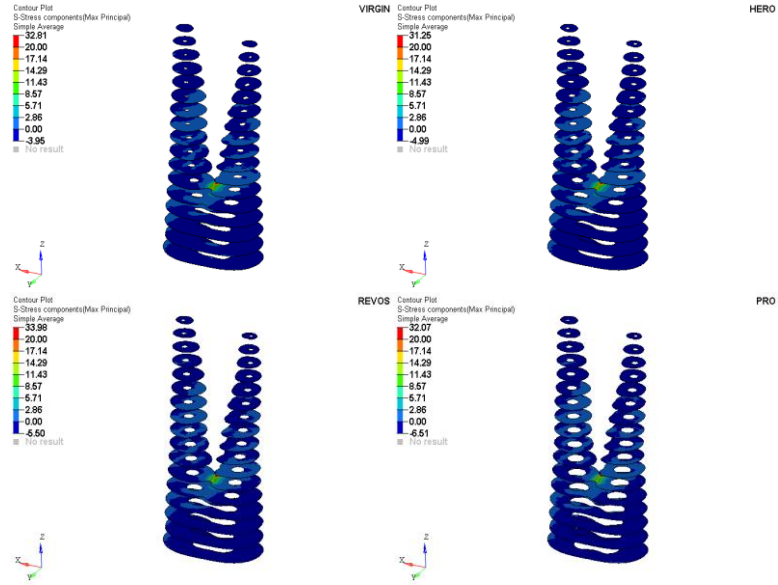 Contour Plot
S-Stress components(Max Principal)
Simple Average
32.81
20.00
17.14
14.29
11.43
8.57
5.71
2.86
0.00
-3.95
No result
VIRGIN
X
Y
Z
Contour Plot
S-Stress components(Max Principal)
Simple Average
31.25
20.00
17.14
14.29
11.43
8.57
5.71
2.86
0.00
-4.99
No result
HERO
X
Y
Z
Contour Plot
S-Stress components(Max Principal)
Simple Average
33.98
20.00
17.14
14.29
11.43
8.57
5.71
2.86
0.00
-5.50
No result
REVOS
X
Y
Z
Contour Plot
S-Stress components(Max Principal)
Simple Average
32.07
20.00
17.14
14.29
11.43
8.57
5.71
2.86
0.00
-6.51
No result
PRO
X
Y
Z